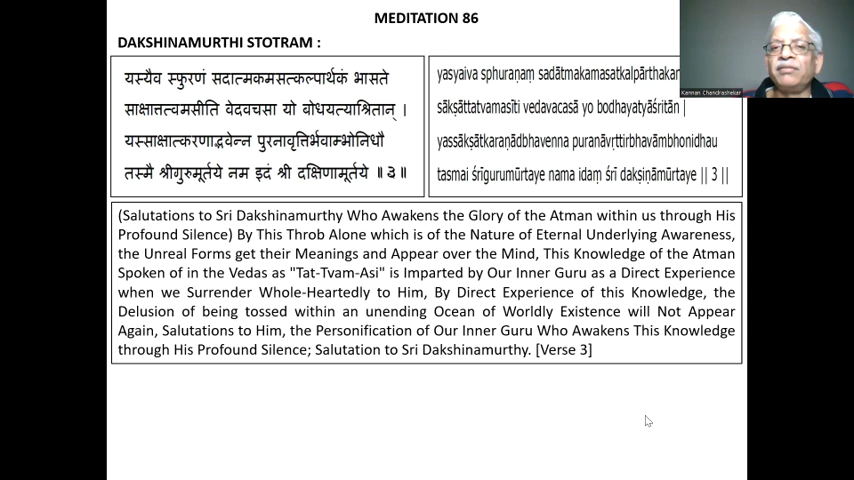 MEDITATION 86
DAKSHINAMURTHI STOTRAM :
यस्यैव स्फुरणं सदात्मकमसत्कल्पार्थकं भासते
साक्षात्तत्वमसीति वेदवचसा यो बोधयत्याश्रितान् ।
यस्साक्षात्करणाद्भवेन्न पुरनावृत्तिर्भवाम्भोनिधौ
तस्मै श्रीगुरुमूर्तये नम इदं श्री दक्षिणामूर्तये ॥ ३॥
yasyaiva sphuraṇaṃ sadātmakamasatkalpārthakaṃ
sākṣāttatvamasīti vedavacasā yo bodhayatyāśritān |
yassākṣātkaraṇādbhavenna puranāvṛttirbhavāmbhonidhau
tasmai śrīgurumūrtaye nama idaṃ śrī dakṣiṇāmūrtaye || 3 ||
Kannan Chandrashekar
(Salutations to Sri Dakshinamurthy Who Awakens the Glory of the Atman within us through His
Profound Silence) By This Throb Alone which is of the Nature of Eternal Underlying Awareness,
the Unreal Forms get their Meanings and Appear over the Mind, This Knowledge of the Atman
Spoken of in the Vedas as "Tat-Tvam-Asi" is Imparted by Our Inner Guru as a Direct Experience
when we Surrender Whole-Heartedly to Him, By Direct Experience of this Knowledge, the
Delusion of being tossed within an unending Ocean of Worldly Existence will Not Appear
Again, Salutations to Him, the Personification of Our Inner Guru Who Awakens This Knowledge
through His Profound Silence; Salutation to Sri Dakshinamurthy. [Verse 3]